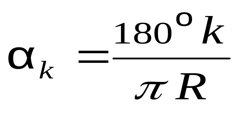 α_k = 180° k / π R